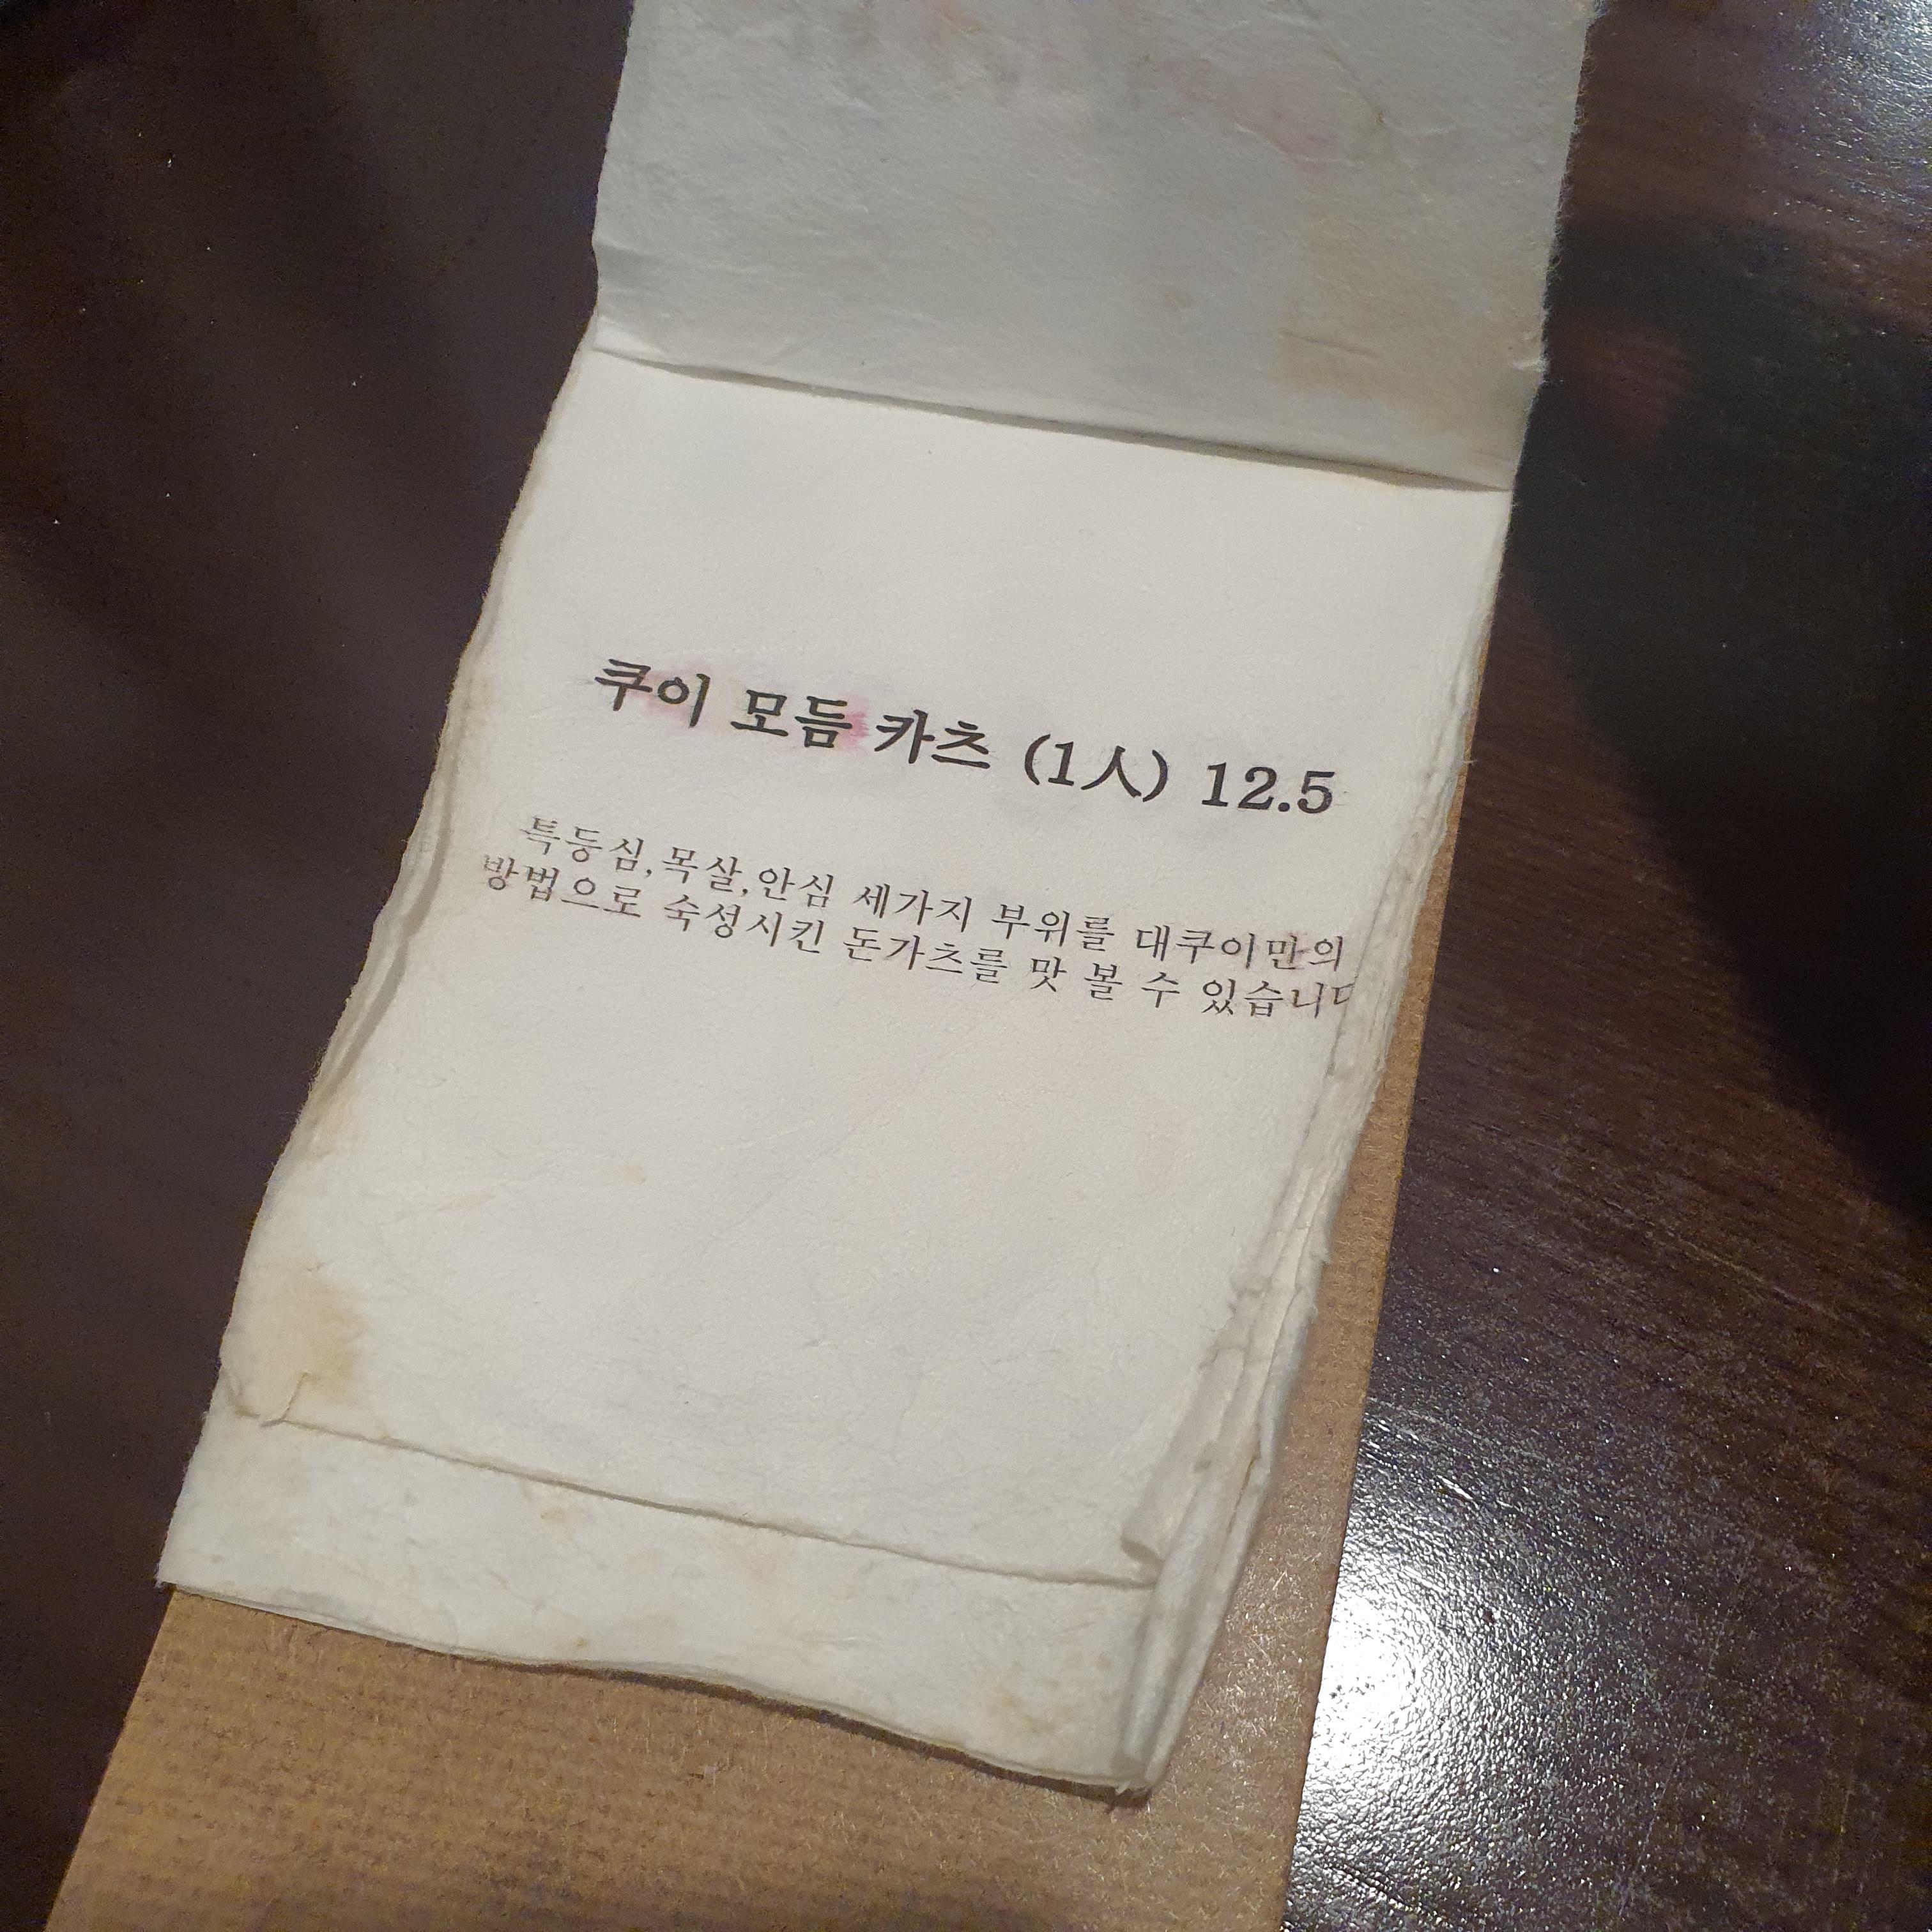 쿠이 모듬 카츠 (1人) 12.5
특등심,목살,안심 세가지 부위를 대쿠이만의
방법으로 숙성시킨 돈가츠를 맛 볼 수 있습니다